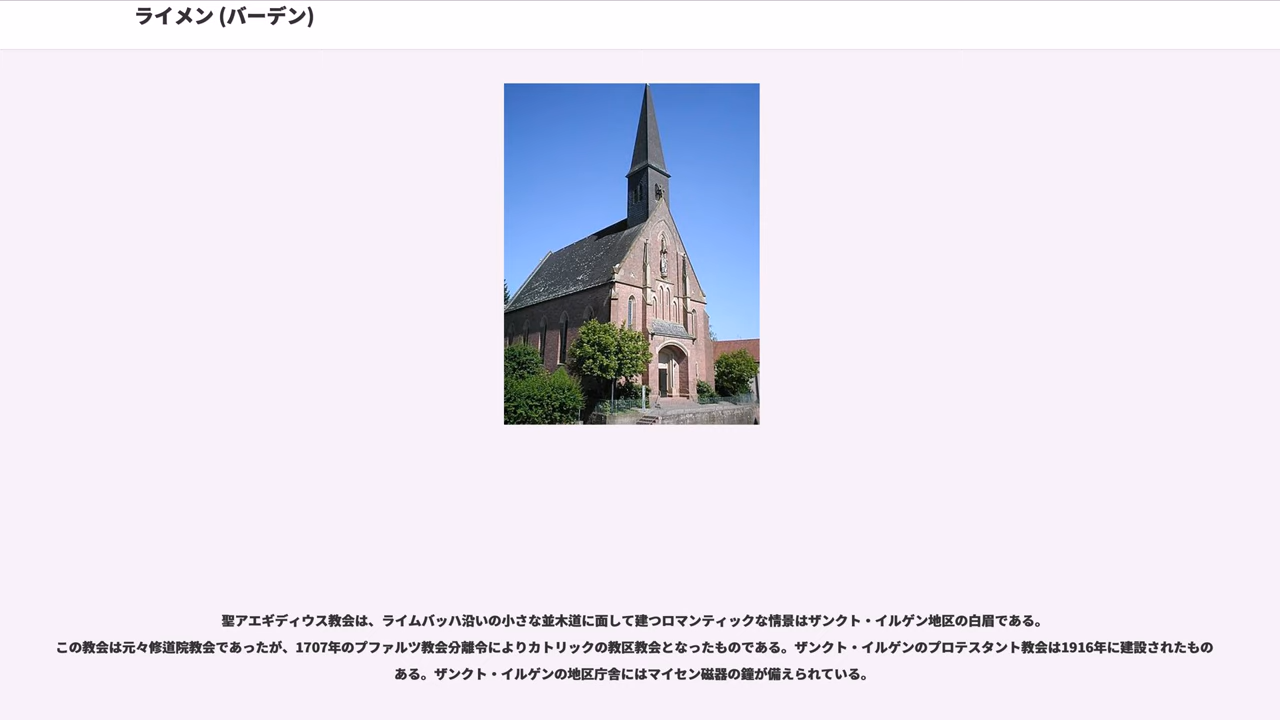 ライメン (バーデン)
聖アエギディウス教会は、ライムバッハ沿いの小さな並木道に面して建つロマンティックな情景はザンクト・イルゲン地区の白眉である。
この教会は元々修道院教会であったが、1707年のプファルツ教会分離令によりカトリックの教区教会となったものである。ザンクト・イルゲンのプロテスタント教会は1916年に建設されたもの
ある。ザンクト・イルゲンの地区庁舎にはマイセン磁器の鐘が備えられている。